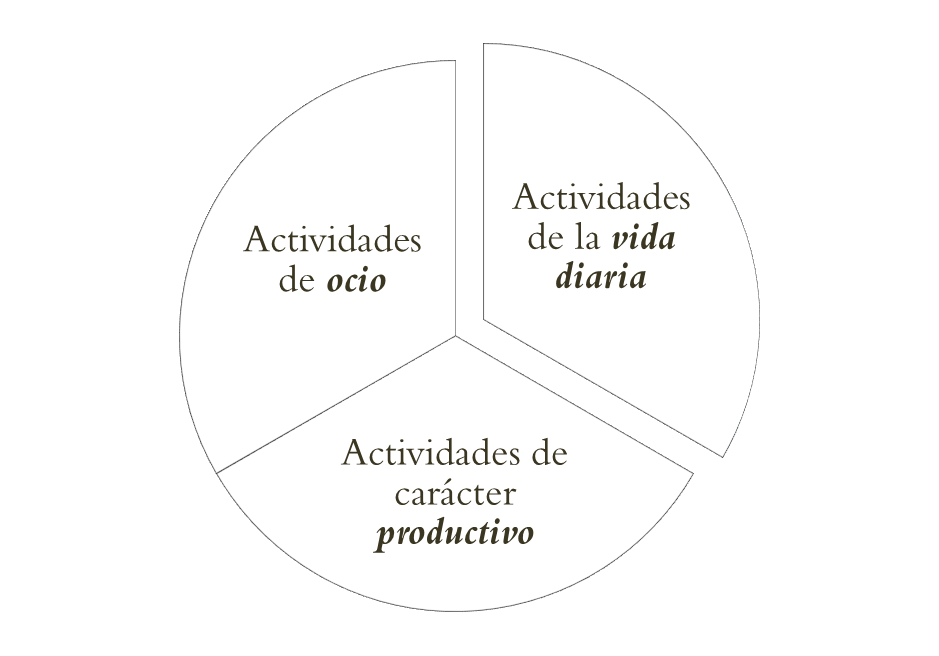 Actividades
de la vida
diaria
Actividades
de ocio
Actividades de
carácter
productivo